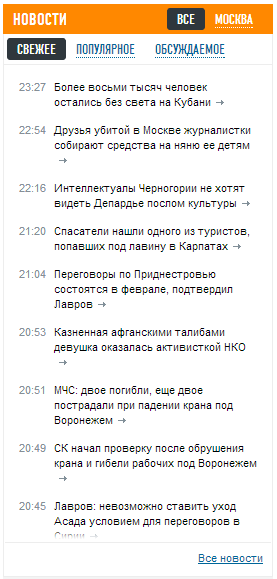 НОВОСТИ ВСЕ МОСКВА
СВЕЖЕЕ ПОПУЛЯРНОЕ ОБСУЖДАЕМОЕ
23:27 Более восьми тысяч человек
остались без света на Кубани →
22:54 Друзья убитой в Москве журналистки
собирают средства на няню ее детям
→
22:16 Интеллектуалы Черногории не хотят
видеть Депардье послом культуры →
21:20 Спасатели нашли одного из туристов,
попавших под лавину в Карпатах →
21:04 Переговоры по Приднестровью
состоятся в феврале, подтвердил
Лавров →
20:53 Казненная афганскими талибами
девушка оказалась активисткой НКО
→
20:51 МЧС: двое погибли, еще двое
пострадали при падении крана под
Воронежем →
20:49 СК начал проверку после обрушения
крана и гибели рабочих под Воронежем
→
20:45 Лавров: невозможно ставить уход
Асада условием для переговоров в
Сирии →
Все новости